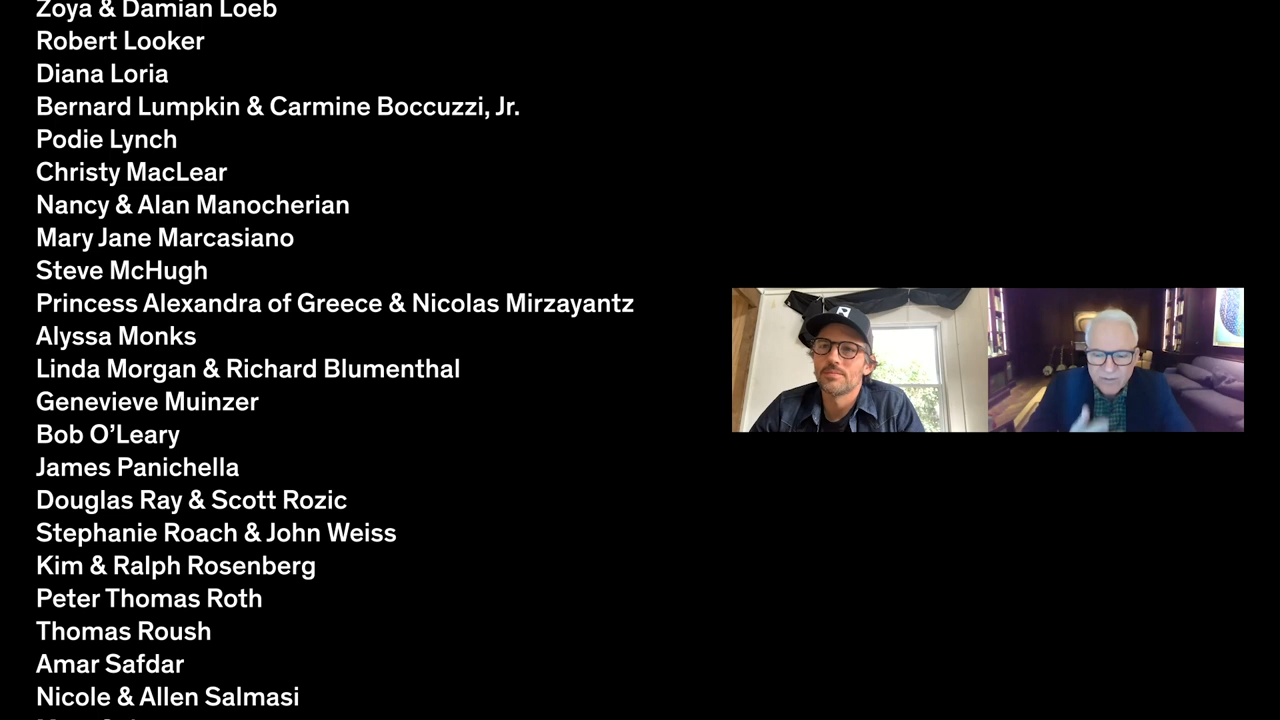 Zoya & Damian Loeb
Robert Looker
Diana Loria
Bernard Lumpkin & Carmine Boccuzzi, Jr.
Podie Lynch
Christy MacLear
Nancy & Alan Manocherian
Mary Jane Marcasiano
Steve McHugh
Princess Alexandra of Greece & Nicolas Mirzayantz
Alyssa Monks
Linda Morgan & Richard Blumenthal
Genevieve Muinzer
Bob O’Leary
James Panichella
Douglas Ray & Scott Rozic
Stephanie Roach & John Weiss
Kim & Ralph Rosenberg
Peter Thomas Roth
Thomas Roush
Amar Safdar
Nicole & Allen Salmasi